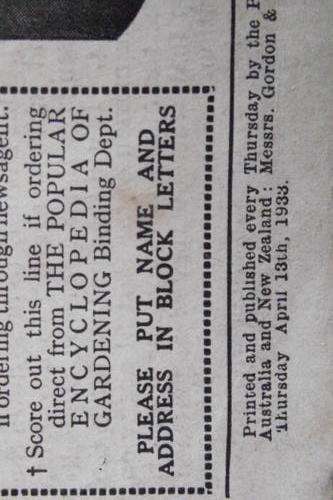 ordering through newsagent.
† Score out this line if ordering
direct from THE POPULAR
ENCYCLOPEDIA OF
GARDENING Binding Dept.
PLEASE PUT NAME AND
ADDRESS IN BLOCK LETTERS
Printed and published every Thursday by the
Australia and New Zealand: Messrs. Gordon &
Thursday April 13th, 1933.